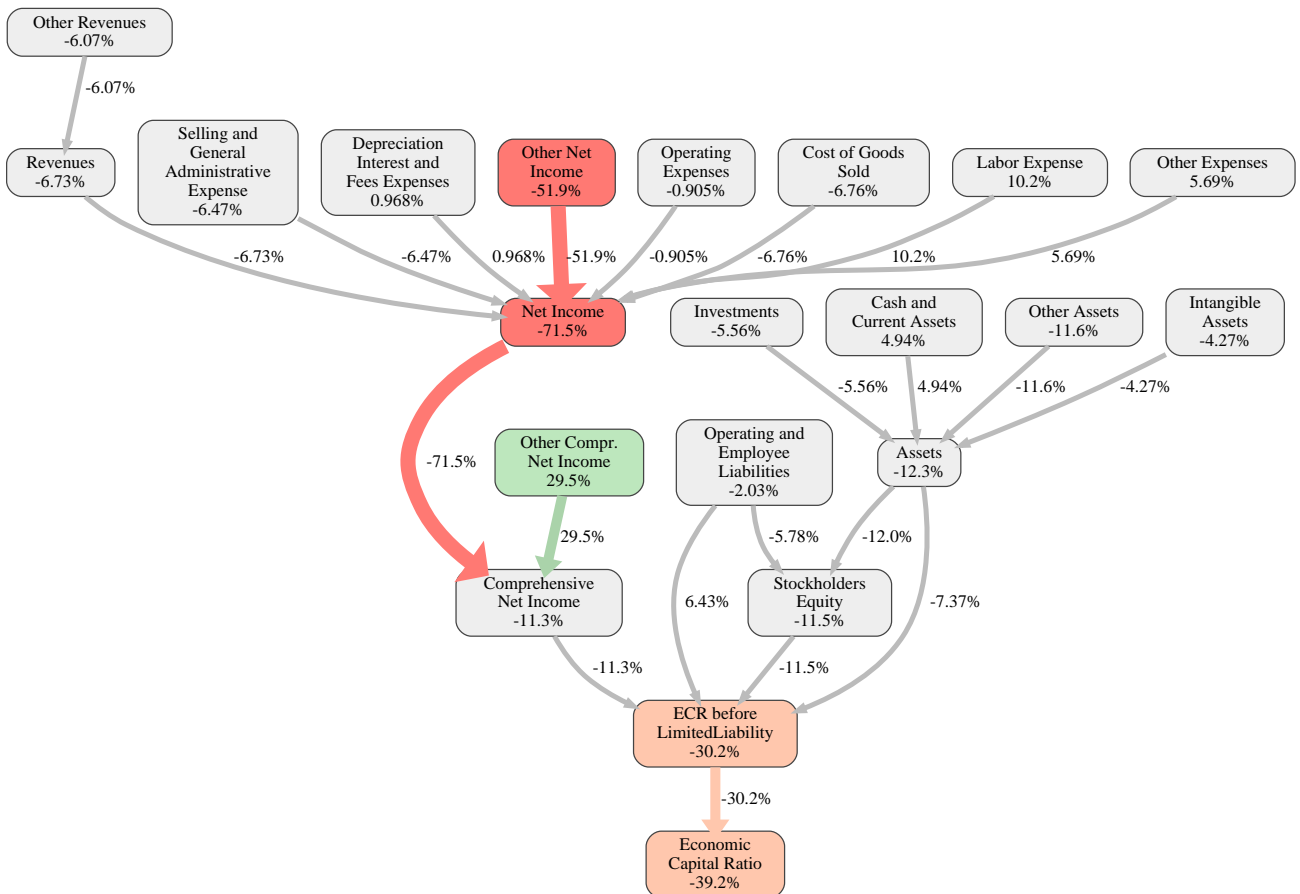 Other Revenues
-6.07%
-6.07%
Revenues
-6.73%
Selling and
General
Administrative
Expense
-6.47%
Depreciation
Interest and
Fees Expenses
0.968%
Other Net
Income
-51.9%
Operating
Expenses
-0.905%
Cost of Goods
Sold
-6.76%
Labor Expense
10.2%
Other Expenses
5.69%
-6.73%
-6.47%
0.968%
-51.9%
-0.905%
-6.76%
10.2%
5.69%
Net Income
-71.5%
Investments
-5.56%
Cash and
Current Assets
4.94%
Other Assets
-11.6%
Intangible
Assets
-4.27%
-5.56%
4.94%
-11.6%
-4.27%
-71.5%
Other Compr.
Net Income
29.5%
Operating and
Employee
Liabilities
-2.03%
Assets
-12.3%
29.5%
-5.78%
-12.0%
Comprehensive
Net Income
-11.3%
6.43%
Stockholders
Equity
-11.5%
-7.37%
-11.3%
-11.5%
ECR before
LimitedLiability
-30.2%
-30.2%
Economic
Capital Ratio
-39.2%